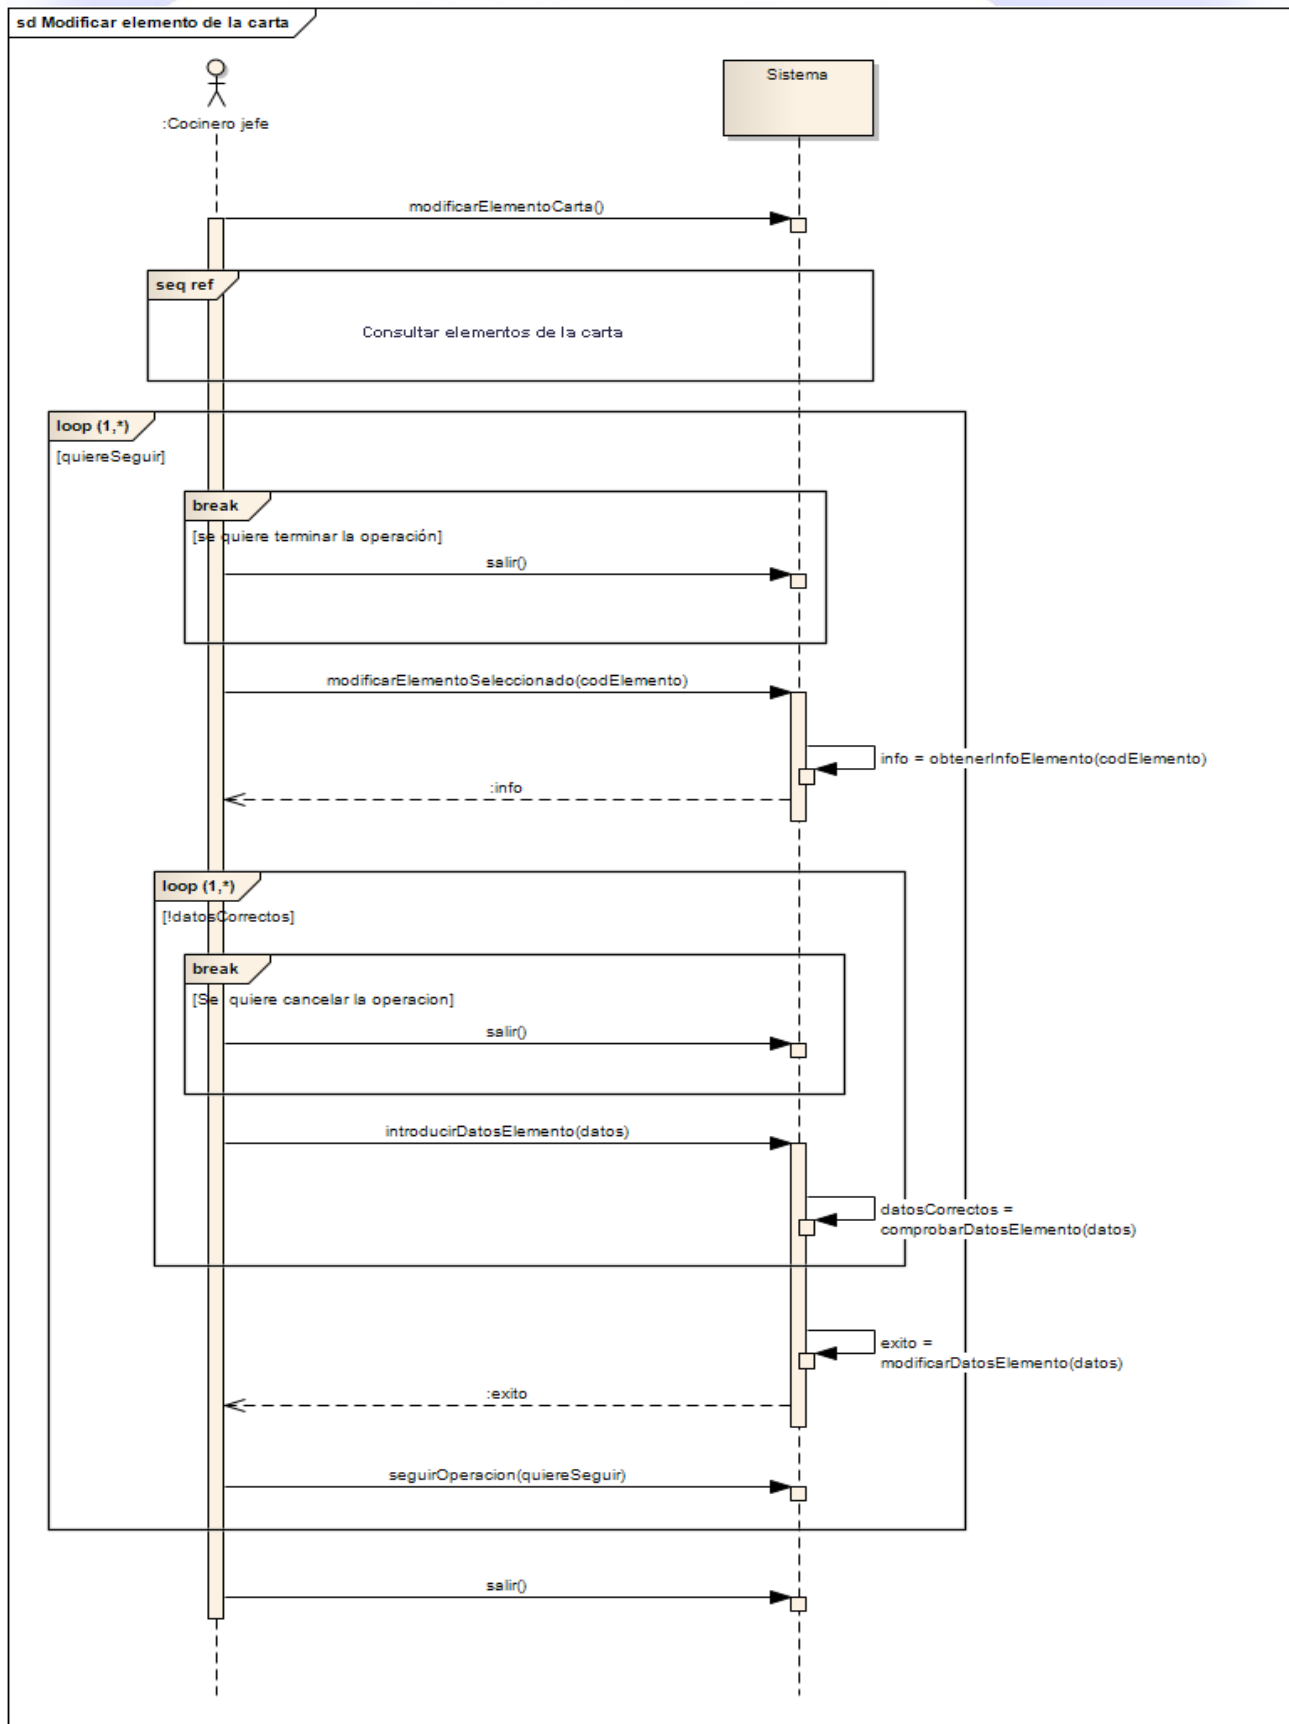 sd Modificar elemento de la carta
:Cocinero jefe
Sistema
modificarElementoCarta()
seq ref
Consultar elementos de la carta
loop (1,*)
[quiereSeguir]
break
[se quiere terminar la operación]
salir()
modificarElementoSeleccionado(codElemento)
info = obtenerInfoElemento(codElemento)
:info
loop (1,*)
[!datosCorrectos]
break
[Se quiere cancelar la operacion]
salir()
introducirDatosElemento(datos)
datosCorrectos =
comprobarDatosElemento(datos)
exito =
modificarDatosElemento(datos)
:exito
seguirOperacion(quiereSeguir)
salir()